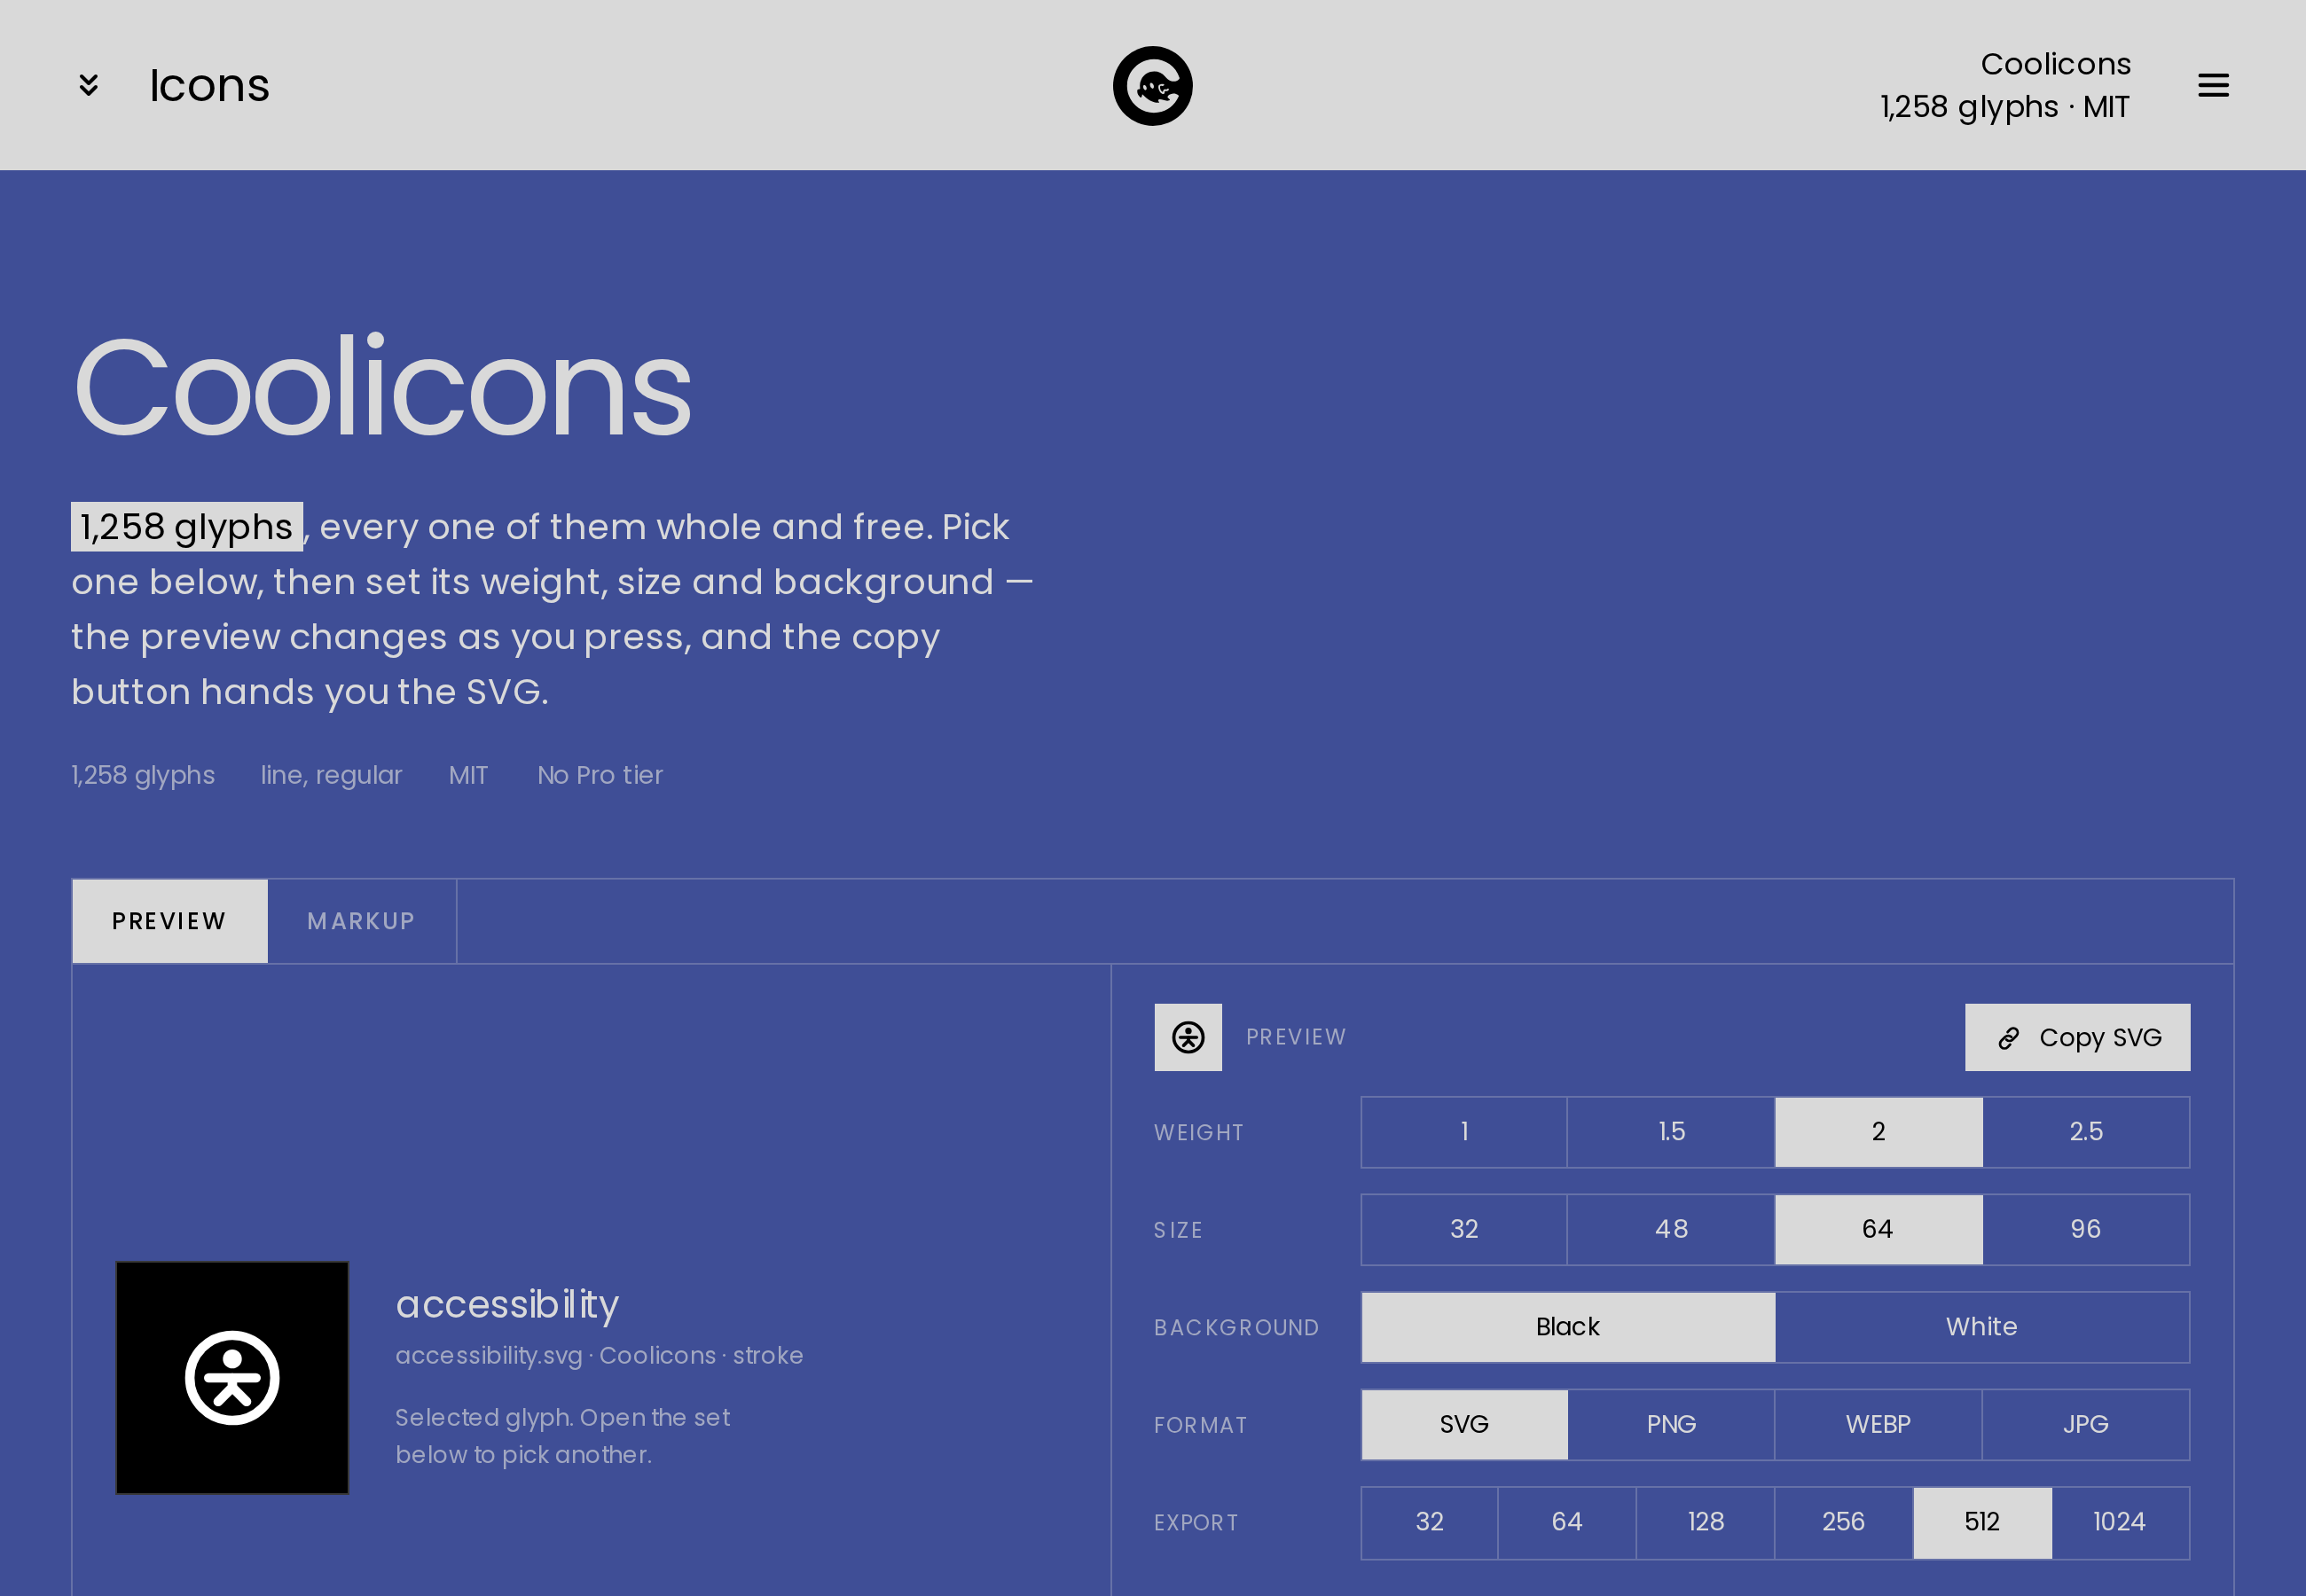 Icons
Coolicons
1,258 glyphs · MIT
Coolicons
1,258 glyphs, every one of them whole and free. Pick
one below, then set its weight, size and background —
the preview changes as you press, and the copy
button hands you the SVG.
1,258 glyphs line, regular MIT No Pro tier
PREVIEW MARKUP
PREVIEW Copy SVG
WEIGHT 1 1.5 2 2.5
SIZE 32 48 64 96
accessibility
accessibility.svg · Coolicons · stroke
Selected glyph. Open the set
below to pick another.
BACKGROUND Black White
FORMAT SVG PNG WEBP JPG
EXPORT 32 64 128 256 512 1024